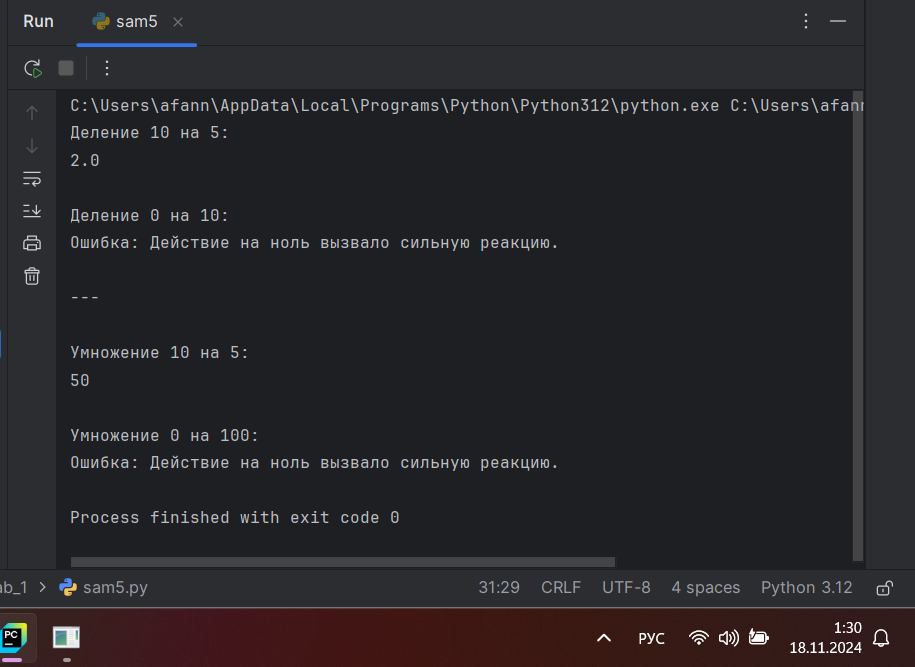 Run
sam5
C:\Users\afann\AppData\Local\Programs\Python\Python312\python.exe C:\Users\afann
Деление 10 на 5:
2.0
Деление 0 на 10:
Ошибка: Действие на ноль вызвало сильную реакцию.
---
Умножение 10 на 5:
50
Умножение 0 на 100:
Ошибка: Действие на ноль вызвало сильную реакцию.
Process finished with exit code 0
ab_1 > sam5.py 31:29 CRLF UTF-8 4 spaces Python 3.12
PC РУС 1:30
18.11.2024